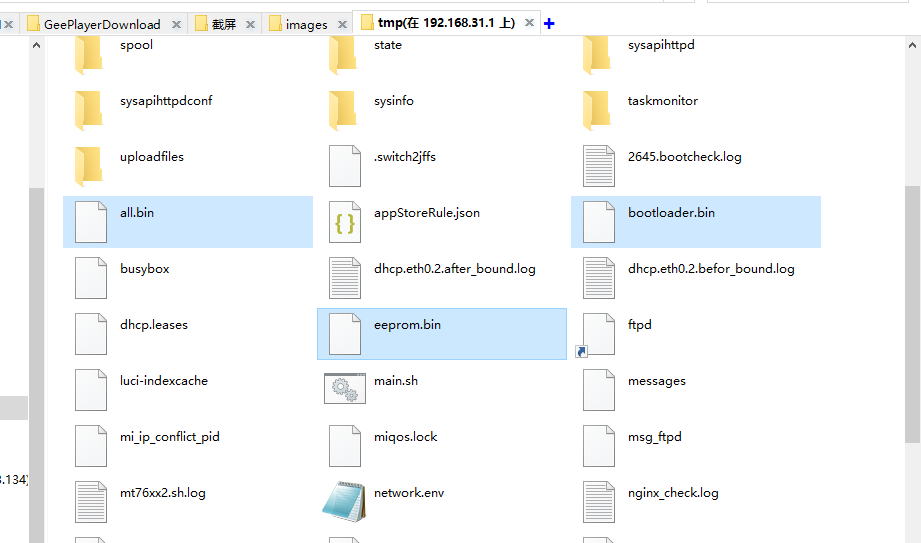 GeePlayerDownload
截屏
images
tmp(在 192.168.31.1 上)
spool
state
sysapihttpd
sysapihttpdconf
sysinfo
taskmonitor
uploadfiles
.switch2jffs
2645.bootcheck.log
all.bin
appStoreRule.json
bootloader.bin
busybox
dhcp.eth0.2.after_bound.log
dhcp.eth0.2.befor_bound.log
dhcp.leases
eeprom.bin
ftpd
luci-indexcache
main.sh
messages
mi_ip_conflict_pid
miqos.lock
msg_ftpd
.134)
mt76xx2.sh.log
network.env
nginx_check.log